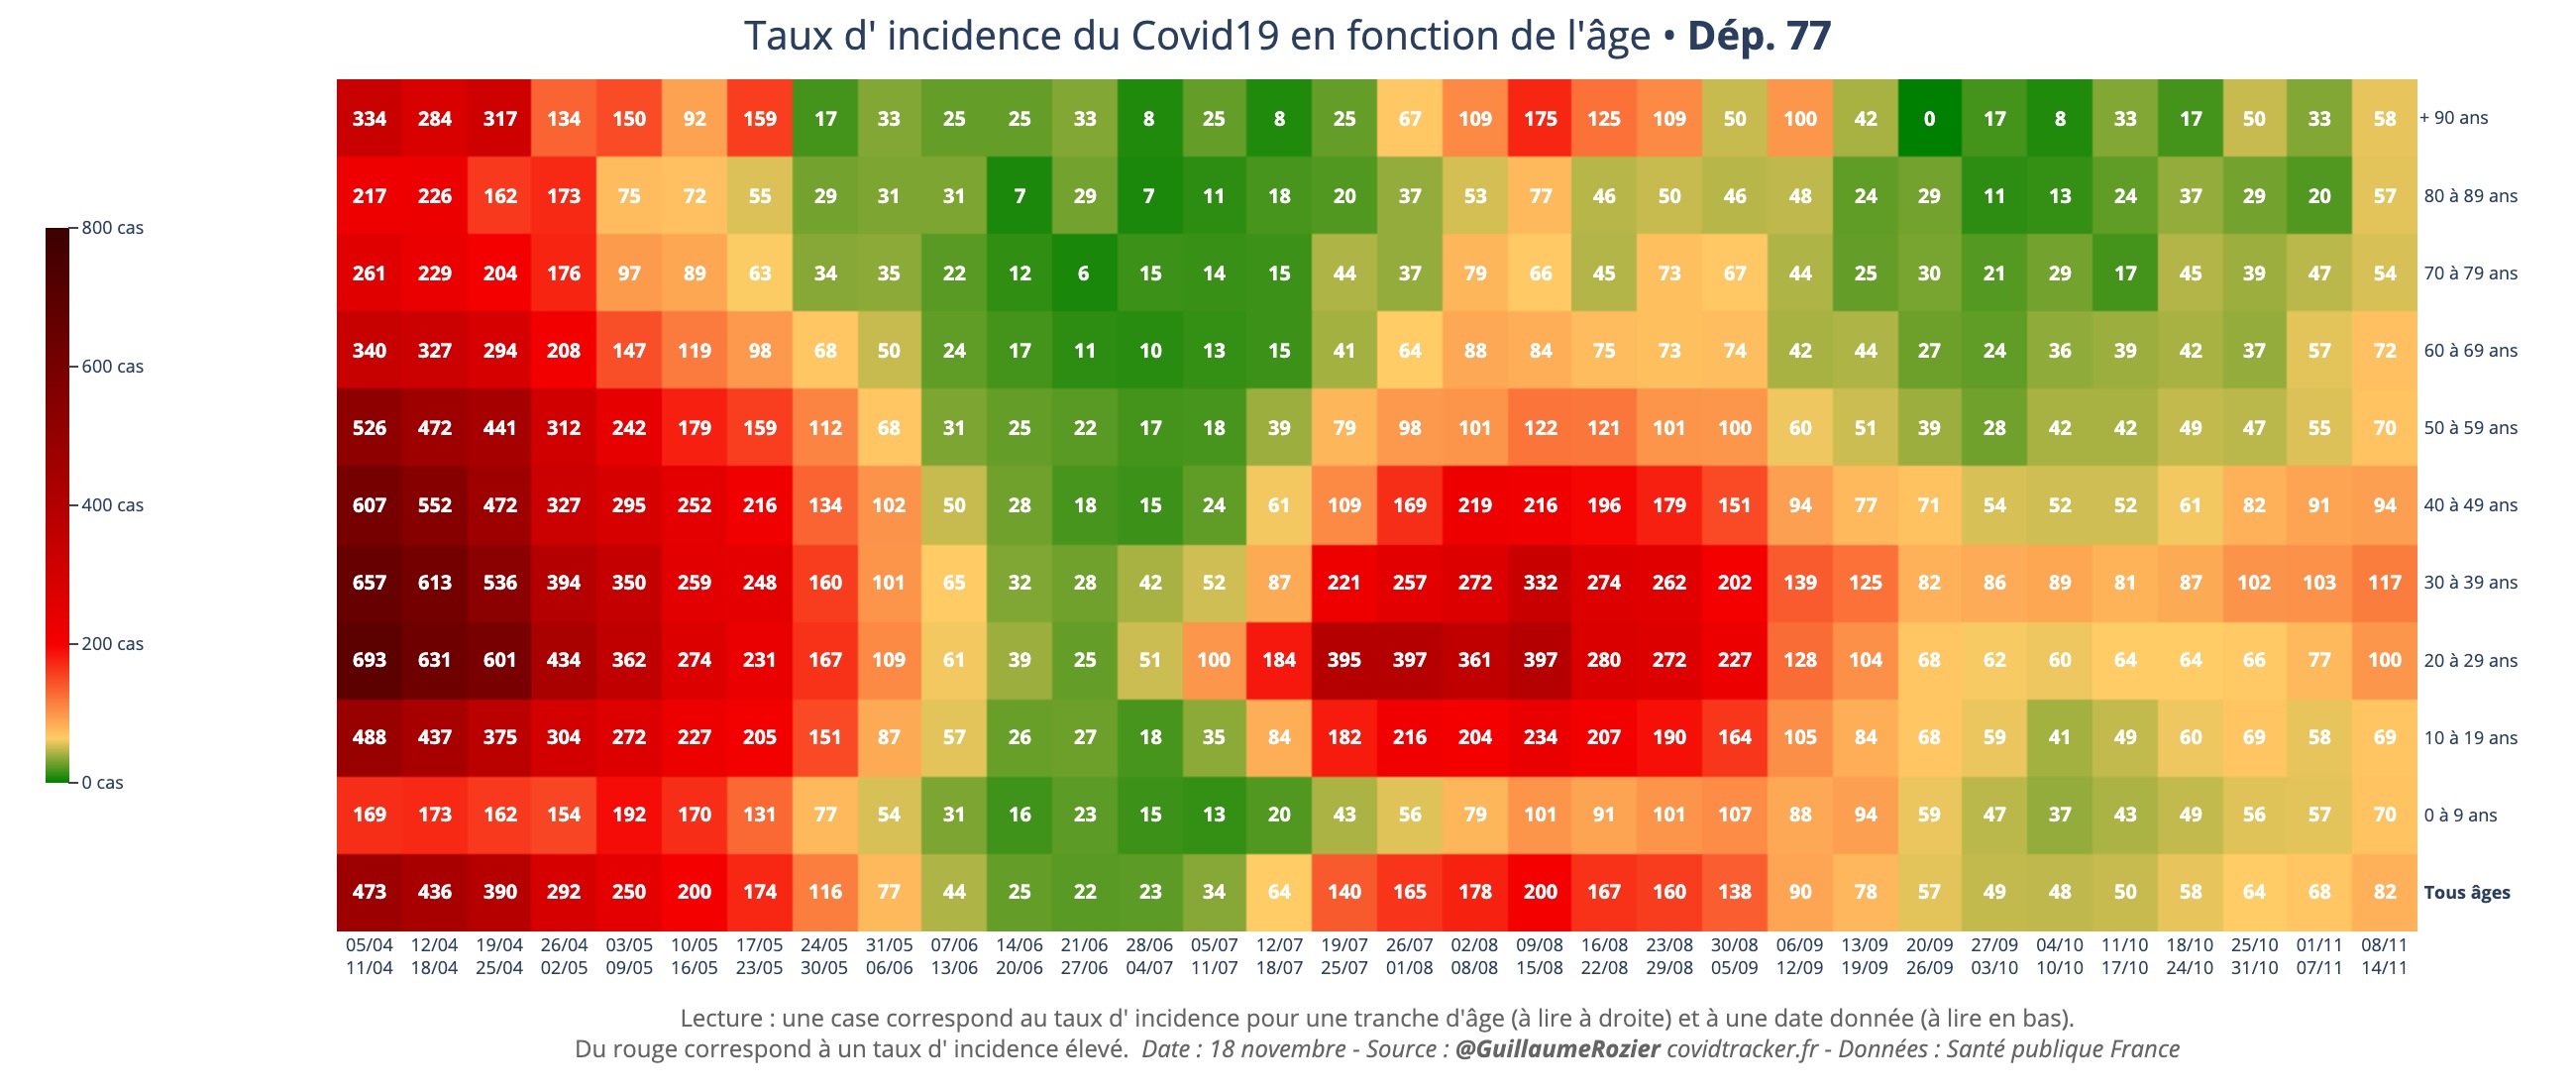 Taux d' incidence du Covid19 en fonction de l'âge • Dép. 77
800 cas
600 cas
400 cas
200 cas
0 cas
334 284 317 134 150 92 159 17 33 25 25 33 8 25 8 25 67 109 175 125 109 50 100 42 0 17 8 33 17 50 33 58 + 90 ans
217 226 162 173 75 72 55 29 31 31 7 29 7 11 18 20 37 53 77 46 50 46 48 24 29 11 13 24 37 29 20 57 80 à 89 ans
261 229 204 176 97 89 63 34 35 22 12 6 15 14 15 44 37 79 66 45 73 67 44 25 30 21 29 17 45 39 47 54 70 à 79 ans
340 327 294 208 147 119 98 68 50 24 17 11 10 13 15 41 64 88 84 75 73 74 42 44 27 24 36 39 42 37 57 72 60 à 69 ans
526 472 441 312 242 179 159 112 68 31 25 22 17 18 39 79 98 101 122 121 101 100 60 51 39 28 42 42 49 47 55 70 50 à 59 ans
607 552 472 327 295 252 216 134 102 50 28 18 15 24 61 109 169 219 216 196 179 151 94 77 71 54 52 52 61 82 91 94 40 à 49 ans
657 613 536 394 350 259 248 160 101 65 32 28 42 52 87 221 257 272 332 274 262 202 139 125 82 86 89 81 87 102 103 117 30 à 39 ans
693 631 601 434 362 274 231 167 109 61 39 25 51 100 184 395 397 361 397 280 272 227 128 104 68 62 60 64 64 66 77 100 20 à 29 ans
488 437 375 304 272 227 205 151 87 57 26 27 18 35 84 182 216 204 234 207 190 164 105 84 68 59 41 49 60 69 58 69 10 à 19 ans
169 173 162 154 192 170 131 77 54 31 16 23 15 13 20 43 56 79 101 91 101 107 88 94 59 47 37 43 49 56 57 70 0 à 9 ans
473 436 390 292 250 200 174 116 77 44 25 22 23 34 64 140 165 178 200 167 160 138 90 78 57 49 48 50 58 64 68 82 Tous âges
05/04 12/04 19/04 26/04 03/05 10/05 17/05 24/05 31/05 07/06 14/06 21/06 28/06 05/07 12/07 19/07 26/07 02/08 09/08 16/08 23/08 30/08 06/09 13/09 20/09 27/09 04/10 11/10 18/10 25/10 01/11 08/11
11/04 18/04 25/04 02/05 09/05 16/05 23/05 30/05 06/06 13/06 20/06 27/06 04/07 11/07 18/07 25/07 01/08 08/08 15/08 22/08 29/08 05/09 12/09 19/09 26/09 03/10 10/10 17/10 24/10 31/10 07/11 14/11
Lecture : une case correspond au taux d' incidence pour une tranche d'âge (à lire à droite) et à une date donnée (à lire en bas).
Du rouge correspond à un taux d' incidence élevé. Date : 18 novembre - Source : @GuillaumeRozier covidtracker.fr - Données : Santé publique France